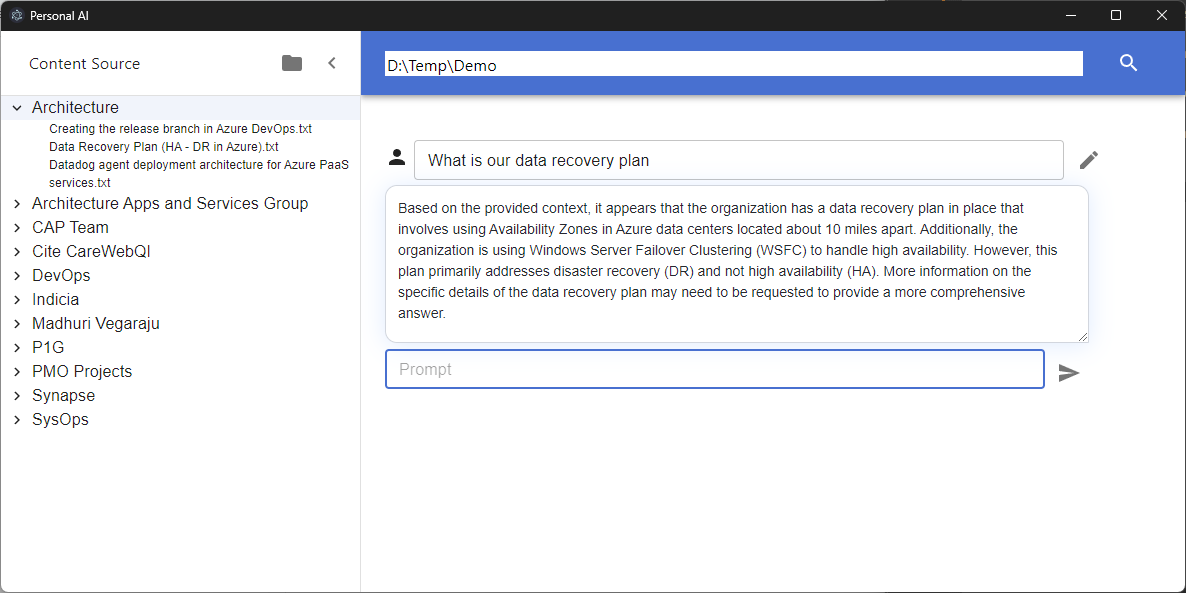 Personal AI
Content Source
D:\Temp\Demo
Architecture
Creating the release branch in Azure DevOps.txt
Data Recovery Plan (HA - DR in Azure).txt
Datadog agent deployment architecture for Azure PaaS
services.txt
Architecture Apps and Services Group
CAP Team
Cite CareWebQI
DevOps
Indicia
Madhuri Vegaraju
P1G
PMO Projects
Synapse
SysOps
What is our data recovery plan
Based on the provided context, it appears that the organization has a data recovery plan in place that
involves using Availability Zones in Azure data centers located about 10 miles apart. Additionally, the
organization is using Windows Server Failover Clustering (WSFC) to handle high availability. However, this
plan primarily addresses disaster recovery (DR) and not high availability (HA). More information on the
specific details of the data recovery plan may need to be requested to provide a more comprehensive
answer.
Prompt